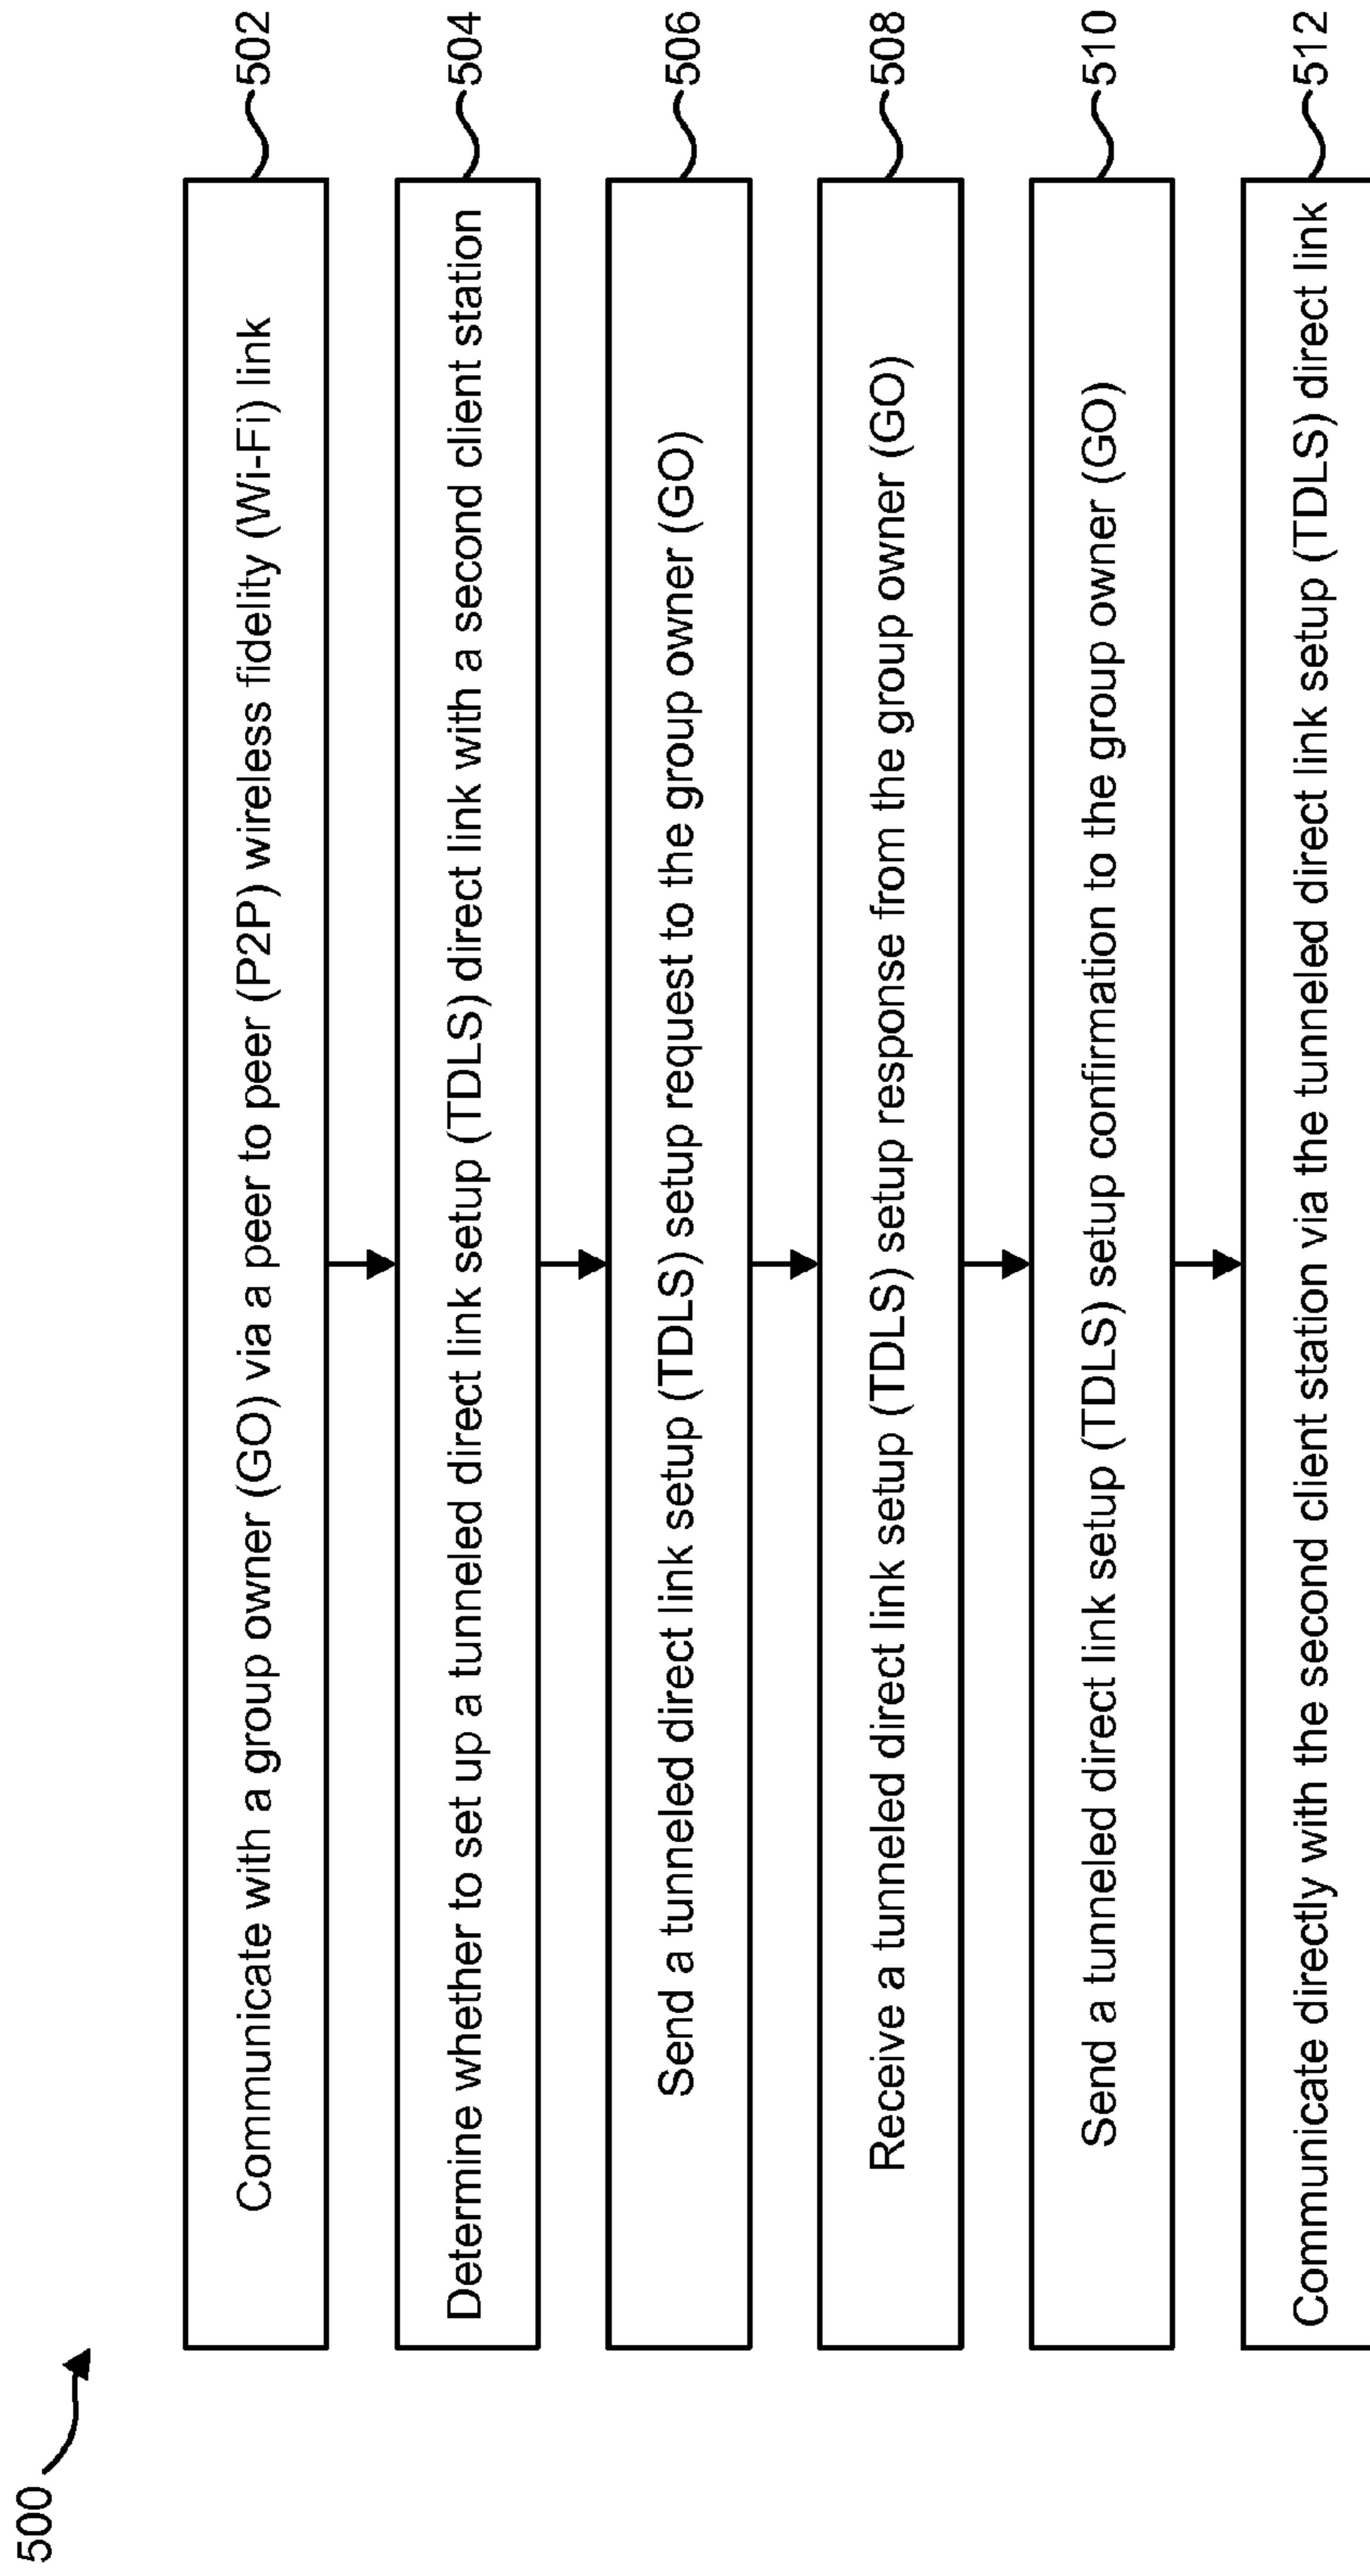 500
Communicate with a group owner (GO) via a peer to peer (P2P) wireless fidelity (Wi-Fi) link
502
Determine whether to set up a tunneled direct link setup (TDLS) direct link with a second client station
504
Send a tunneled direct link setup (TDLS) setup request to the group owner (GO)
506
Receive a tunneled direct link setup (TDLS) setup response from the group owner (GO)
508
Send a tunneled direct link setup (TDLS) setup confirmation to the group owner (GO)
510
Communicate directly with the second client station via the tunneled direct link setup (TDLS) direct link
512